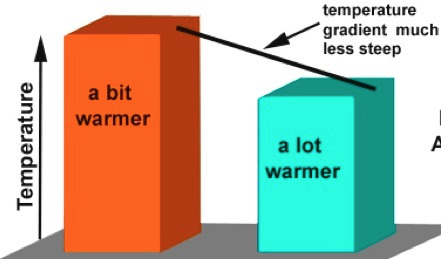 temperature
gradient much
less steep
a bit
warmer
a lot
warmer
Temperature